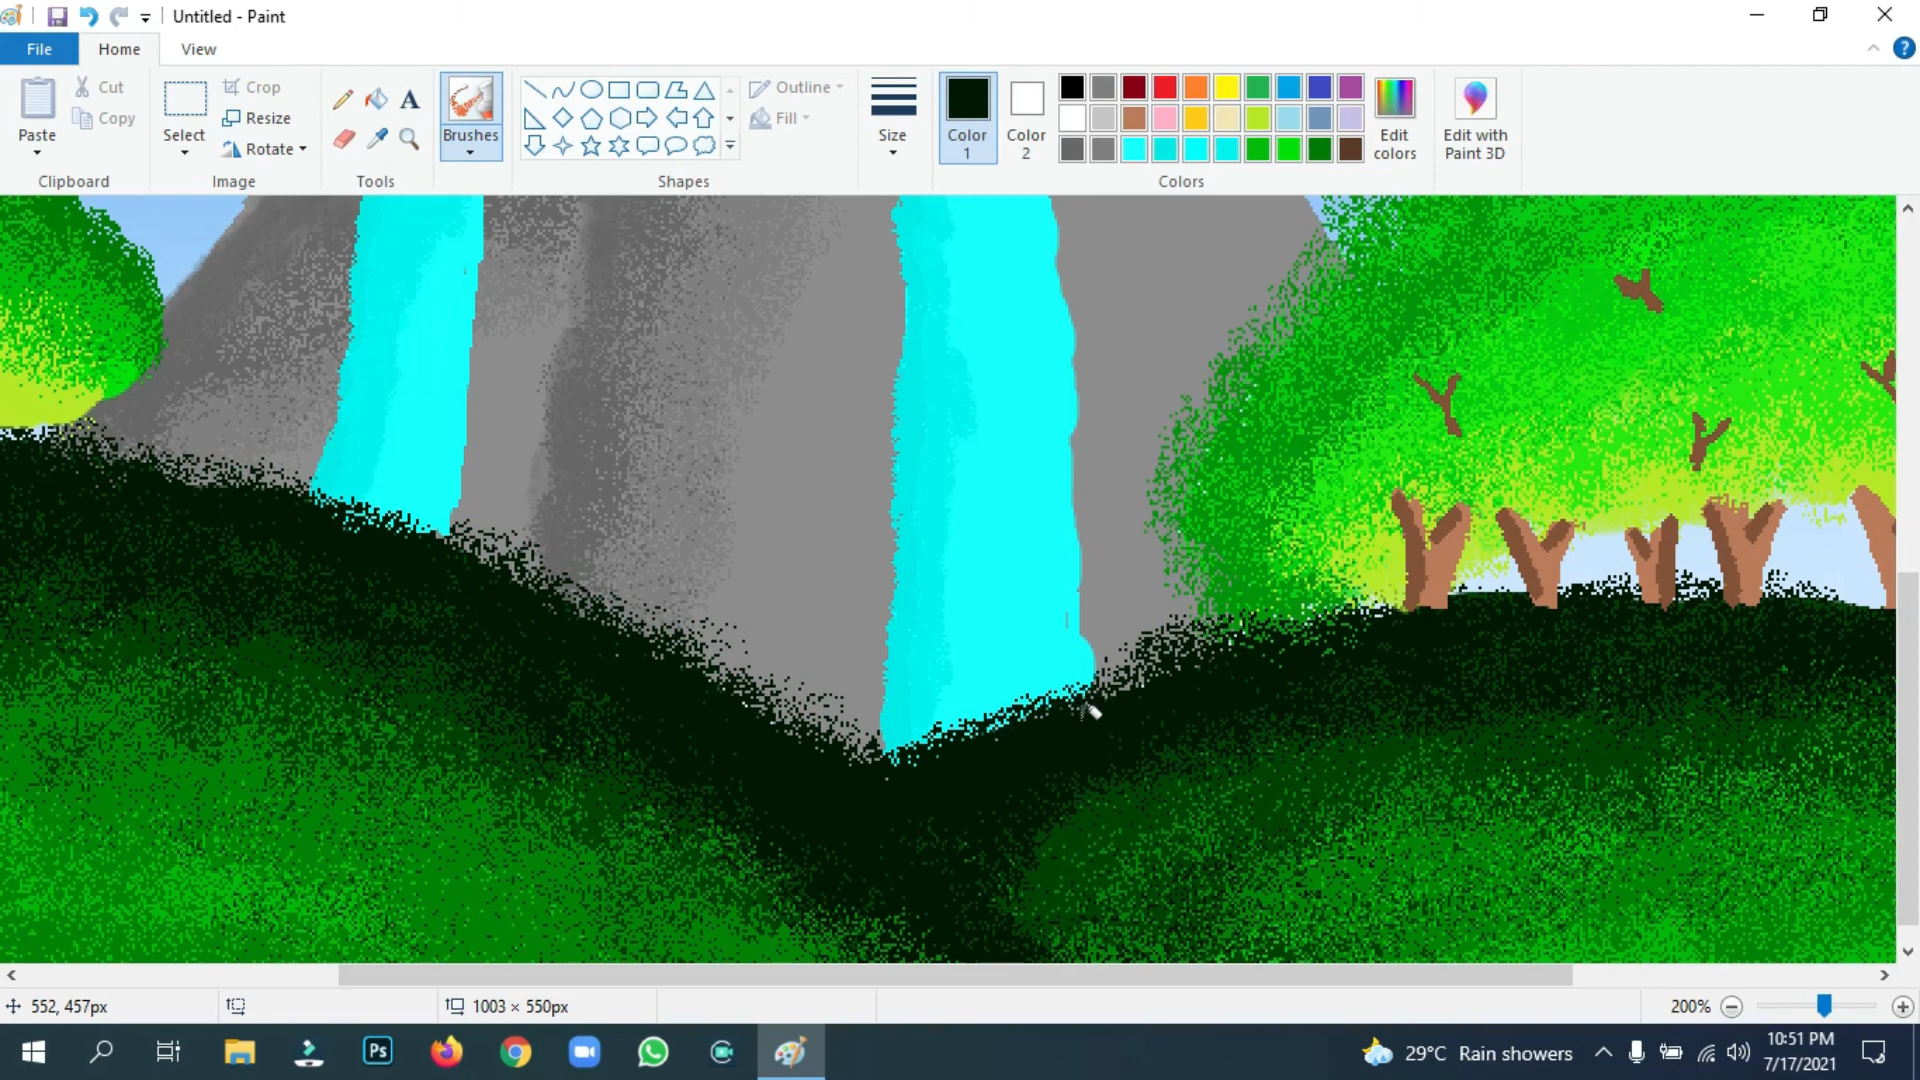 Untitled - Paint
File Home View
Paste Cut Copy Select Crop Resize Rotate A Brushes Outline Fill Size Color 1 Color 2 Edit colors Edit with Paint 3D ?
Clipboard Image Tools Shapes Colors
552, 457px 1003 × 550px 200%
Ps 29°C Rain showers 10:51 PM
7/17/2021